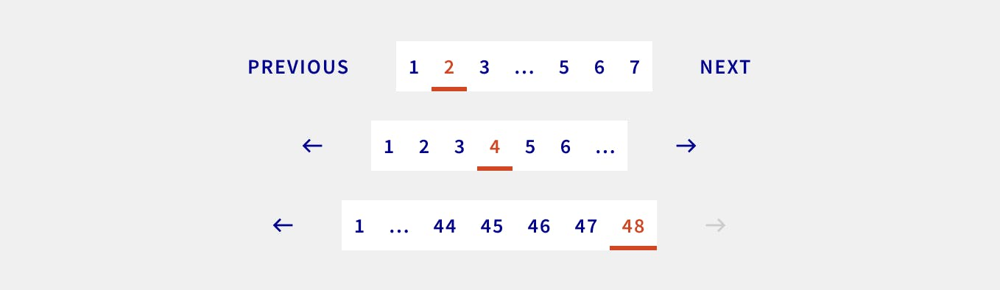 PREVIOUS 1 2 3 ... 5 6 7 NEXT
← 1 2 3 4 5 6 ... →
← 1 ... 44 45 46 47 48 →